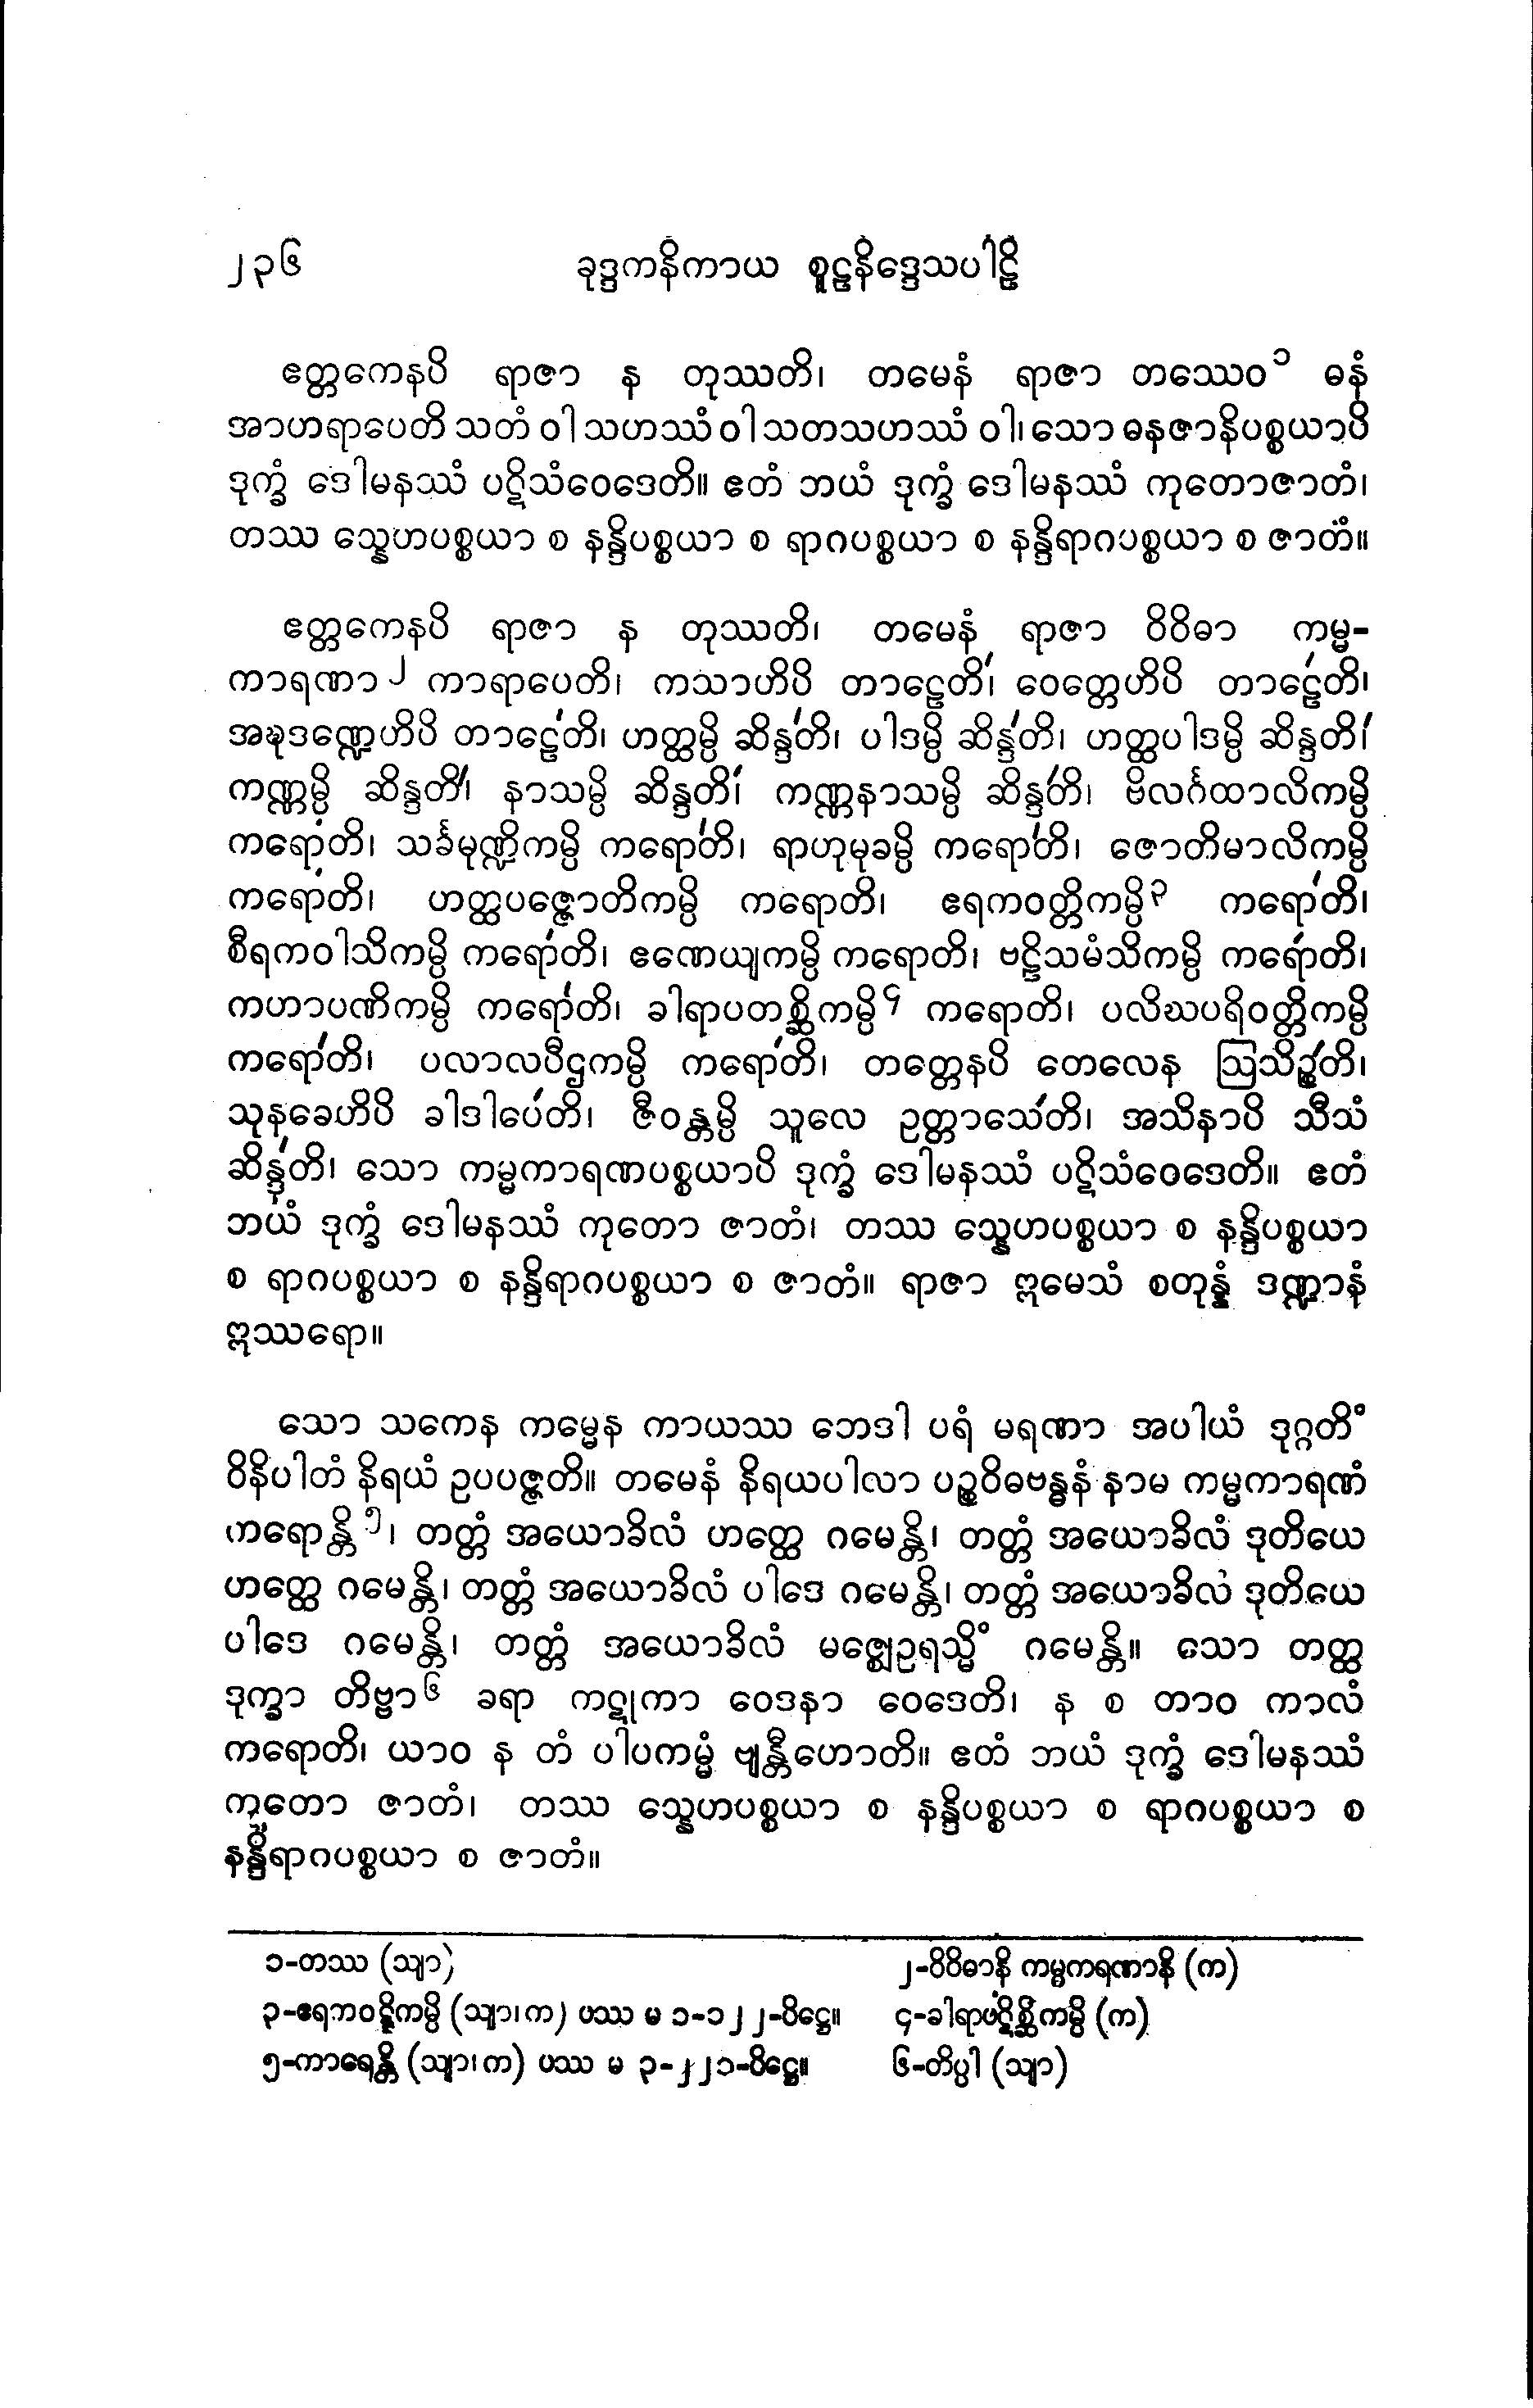 ၂၃၆ ခုဒ္ဒကနိကာယ စူဠနိဒ္ဒေသပါဠိ
ဧတ္တကေနပိ ရာဇာ န တုဿတိ၊ တမေနံ ရာဇာ တဿေဝ၁ ဓနံ
အာဟရာပေတိ သတံ ဝါ သဟဿံ ဝါ သတသဟဿံ ဝါ၊ သော ဓနဇာနိပစ္စယာပိ
ဒုက္ခံ ဒေါမနဿံ ပဋိသံဝေဒေတိ။ ဧတံ ဘယံ ဒုက္ခံ ဒေါမနဿံ ကုတောဇာတံ၊
တဿ သ္နေဟပစ္စယာ စ နန္ဒိပစ္စယာ စ ရာဂပစ္စယာ စ နန္ဒိရာဂပစ္စယာ စ ဇာတံ။
ဧတ္တကေနပိ ရာဇာ န တုဿတိ၊ တမေနံ ရာဇာ ဝိဝိဓာ ကမ္မ-
ကာရဏာ၂ ကာရာပေတိ၊ ကသာဟိပိ တာဠေတိ၊ ဝေတ္တေဟိပိ တာဠေတိ၊
အဍ္ဎဒဏ္ဍေဟိပိ တာဠေတိ၊ ဟတ္ထမ္ပိ ဆိန္ဒတိ၊ ပါဒမ္ပိ ဆိန္ဒတိ၊ ဟတ္ထပါဒမ္ပိ ဆိန္ဒတိ၊
ကဏ္ဏမ္ပိ ဆိန္ဒတိ၊ နာသမ္ပိ ဆိန္ဒတိ၊ ကဏ္ဏနာသမ္ပိ ဆိန္ဒတိ၊ ဗိလင်္ဂထာလိကမ္ပိ
ကရောတိ၊ သင်္ခမုဏ္ဍိကမ္ပိ ကရောတိ၊ ရာဟုမုခမ္ပိ ကရောတိ၊ ဇောတိမာလိကမ္ပိ
ကရောတိ၊ ဟတ္ထပဇ္ဇောတိကမ္ပိ ကရောတိ၊ ဧရကဝတ္တိကမ္ပိ၃ ကရောတိ၊
စီရကဝါသိကမ္ပိ ကရောတိ၊ ဧဏေယျကမ္ပိ ကရောတိ၊ ဗဠိသမံသိကမ္ပိ ကရောတိ၊
ကဟာပဏိကမ္ပိ ကရောတိ၊ ခါရာပတစ္ဆိကမ္ပိ၄ ကရောတိ၊ ပလိဃပရိဝတ္တိကမ္ပိ
ကရောတိ၊ ပလာလပီဌကမ္ပိ ကရောတိ၊ တတ္တေနပိ တေလေန ဩသိဉ္စတိ၊
သုနခေဟိပိ ခါဒါပေတိ၊ ဇီဝန္တမ္ပိ သူလေ ဥတ္တာသေတိ၊ အသိနာပိ သီသံ
ဆိန္ဒတိ၊ သော ကမ္မကာရဏပစ္စယာပိ ဒုက္ခံ ဒေါမနဿံ ပဋိသံဝေဒေတိ။ ဧတံ
ဘယံ ဒုက္ခံ ဒေါမနဿံ ကုတော ဇာတံ၊ တဿ သ္နေဟပစ္စယာ စ နန္ဒိပစ္စယာ
စ ရာဂပစ္စယာ စ နန္ဒိရာဂပစ္စယာ စ ဇာတံ။ ရာဇာ ဣမေသံ စတုန္နံ ဒဏ္ဍာနံ
ဣဿရော။
သော သကေန ကမ္မေန ကာယဿ ဘေဒါ ပရံ မရဏာ အပါယံ ဒုဂ္ဂတိံ
ဝိနိပါတံ နိရယံ ဥပပဇ္ဇတိ။ တမေနံ နိရယပါလာ ပဉ္စဝိဓဗန္ဓနံ နာမ ကမ္မကာရဏံ
ကရောန္တိ၅၊ တတ္တံ အယောခိလံ ဟတ္ထေ ဂမေန္တိ၊ တတ္တံ အယောခိလံ ဒုတိယေ
ဟတ္ထေ ဂမေန္တိ၊ တတ္တံ အယောခိလံ ပါဒေ ဂမေန္တိ၊ တတ္တံ အယောခိလံ ဒုတိယေ
ပါဒေ ဂမေန္တိ၊ တတ္တံ အယောခိလံ မဇ္ဈေဥရသ္မိံ ဂမေန္တိ။ သော တတ္ထ
ဒုက္ခာ တိဗ္ဗာ၆ ခရာ ကဋုကာ ဝေဒနာ ဝေဒေတိ၊ န စ တာဝ ကာလံ
ကရောတိ၊ ယာဝ န တံ ပါပကမ္မံ ဗျန္တီဟောတိ။ ဧတံ ဘယံ ဒုက္ခံ ဒေါမနဿံ
ကုတော ဇာတံ၊ တဿ သ္နေဟပစ္စယာ စ နန္ဒိပစ္စယာ စ ရာဂပစ္စယာ စ
နန္ဒိရာဂပစ္စယာ စ ဇာတံ။
၁-တဿ (သျာ) ၂-ဝိဝိဓာနိ ကမ္မကရဏာနိ (က)
၃-ဧရကဝဋ္ဋိကမ္ပိ (သျာ၊ က) ပဿ မ ၁-၁၂၂-ပိဋ္ဌေ။ ၄-ခါရာပဋိစ္ဆိကမ္ပိ (က)
၅-ကာရေန္တိ (သျာ၊ က) ပဿ မ ၃-၂၂၁-ပိဋ္ဌေ။ ၆-တိပ္ပါ (သျာ)